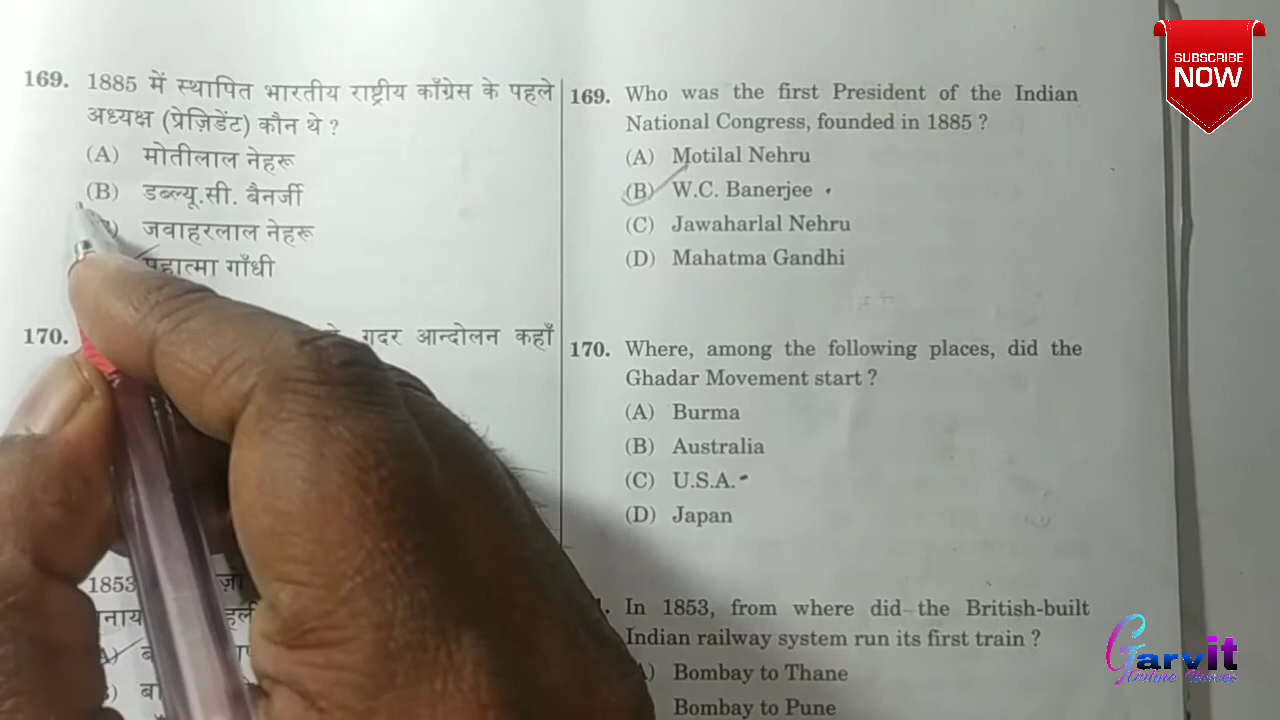 169. 1885 में स्थापित भारतीय राष्ट्रीय काँग्रेस के पहले
अध्यक्ष (प्रेज़िडेंट) कौन थे ?
(A) मोतीलाल नेहरू
(B) डब्ल्यू.सी. बैनर्जी
जवाहरलाल नेहरू
महात्मा गाँधी
170. गदर आन्दोलन कहाँ
1853
169. Who was the first President of the Indian
National Congress, founded in 1885 ?
(A) Motilal Nehru
(B) W.C. Banerjee
(C) Jawaharlal Nehru
(D) Mahatma Gandhi
170. Where, among the following places, did the
Ghadar Movement start ?
(A) Burma
(B) Australia
(C) U.S.A.
(D) Japan
In 1853, from where did the British-built
Indian railway system run its first train ?
Bombay to Thane
Bombay to Pune
SUBSCRIBE
NOW
Garvit
Online Center